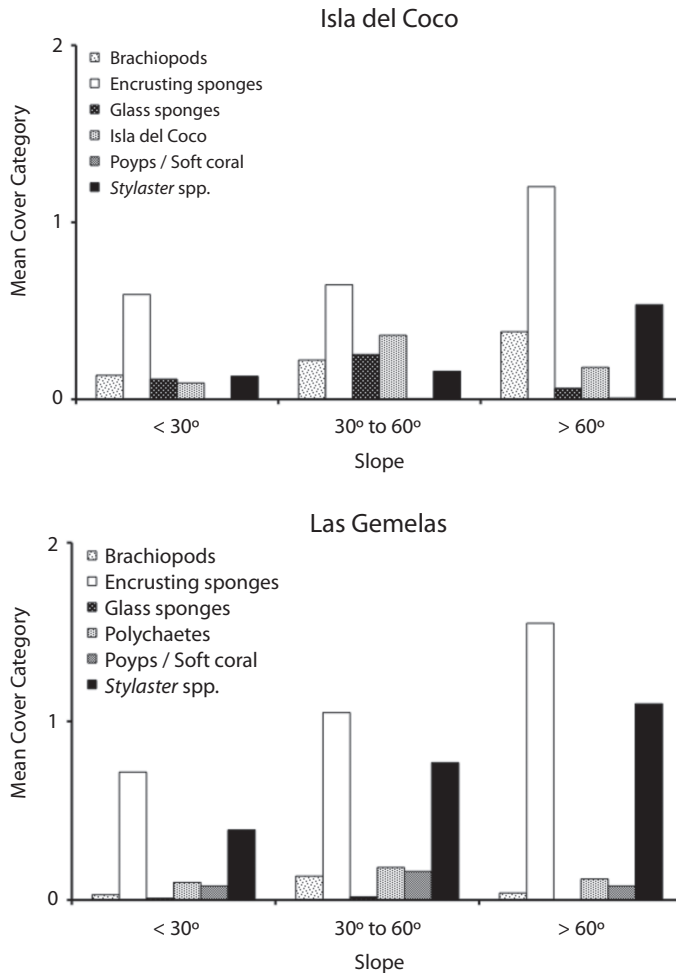 Isla del Coco
2
Brachiopods
Encrusting sponges
Glass sponges
Isla del Coco
Poyps / Soft coral
Stylaster spp.
Mean Cover Category
1
0
< 30º
30º to 60º
> 60º
Slope
Las Gemelas
2
Brachiopods
Encrusting sponges
Glass sponges
Polychaetes
Poyps / Soft coral
Stylaster spp.
Mean Cover Category
1
0
< 30º
30º to 60º
> 60º
Slope